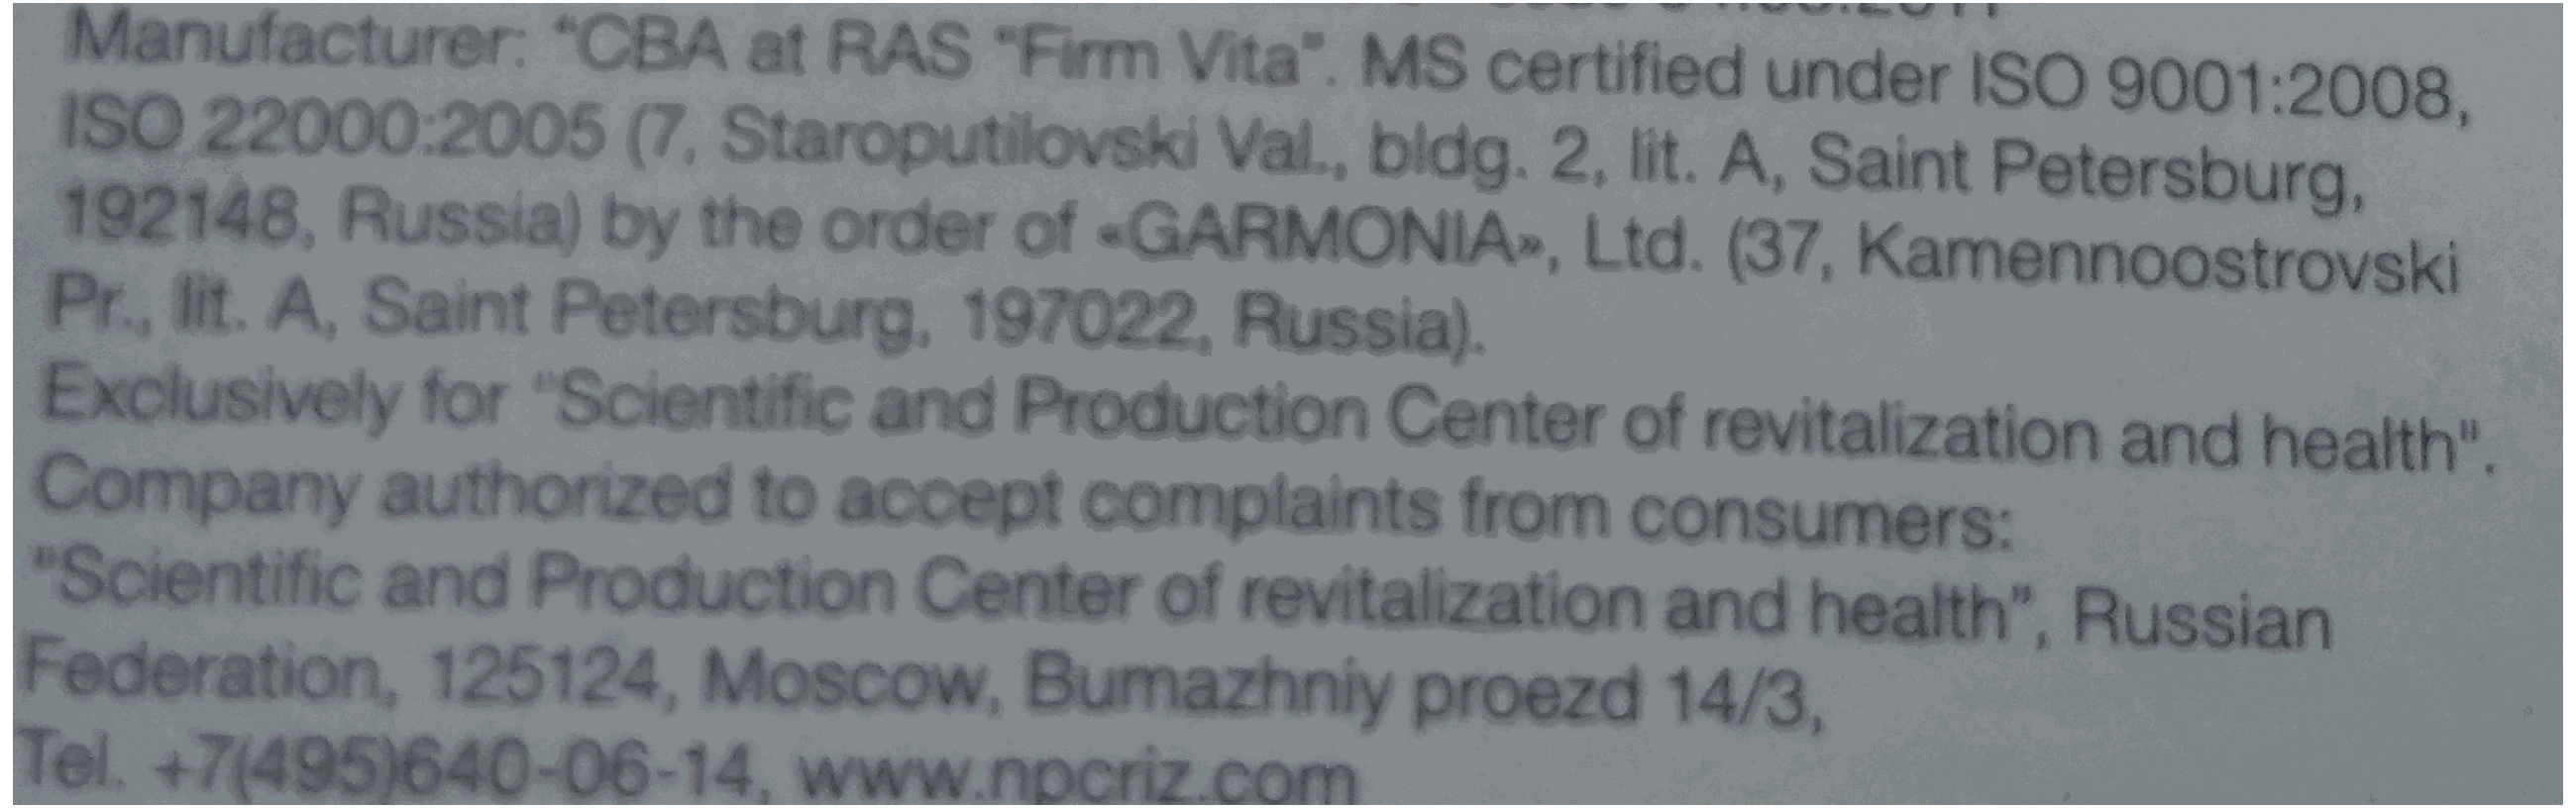 Manufacturer: "CBA at RAS "Firm Vita". MS certified under ISO 9001:2008,
ISO 22000:2005 (7, Staroputilovski Val., bldg. 2, lit. A, Saint Petersburg,
192148, Russia) by the order of «GARMONIA», Ltd. (37, Kamennoostrovski
Pr., lit. A, Saint Petersburg, 197022, Russia).
Exclusively for "Scientific and Production Center of revitalization and health".
Company authorized to accept complaints from consumers:
"Scientific and Production Center of revitalization and health", Russian
Federation, 125124, Moscow, Bumazhniy proezd 14/3,
Tel. +7(495)640-06-14, www.npcriz.com